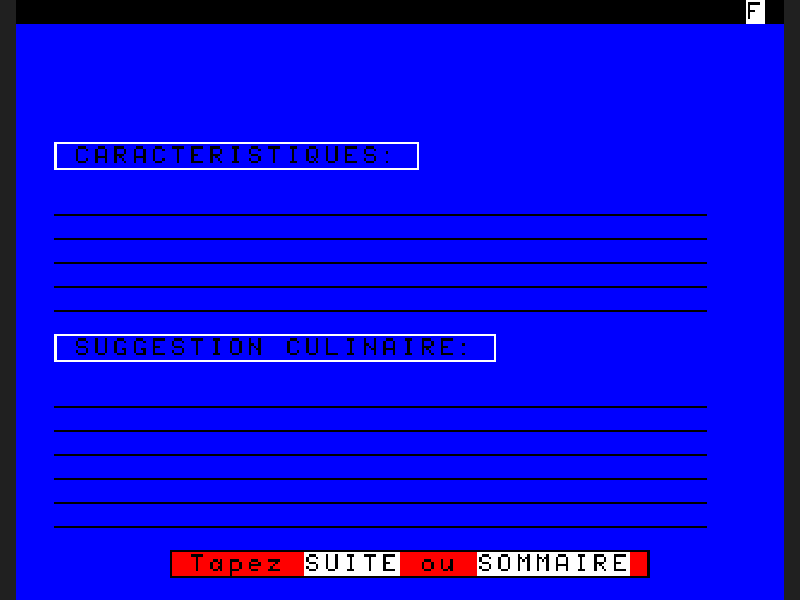 F
CARACTERISTIQUES:
SUGGESTION CULINAIRE:
Tapez SUITE ou SOMMAIRE